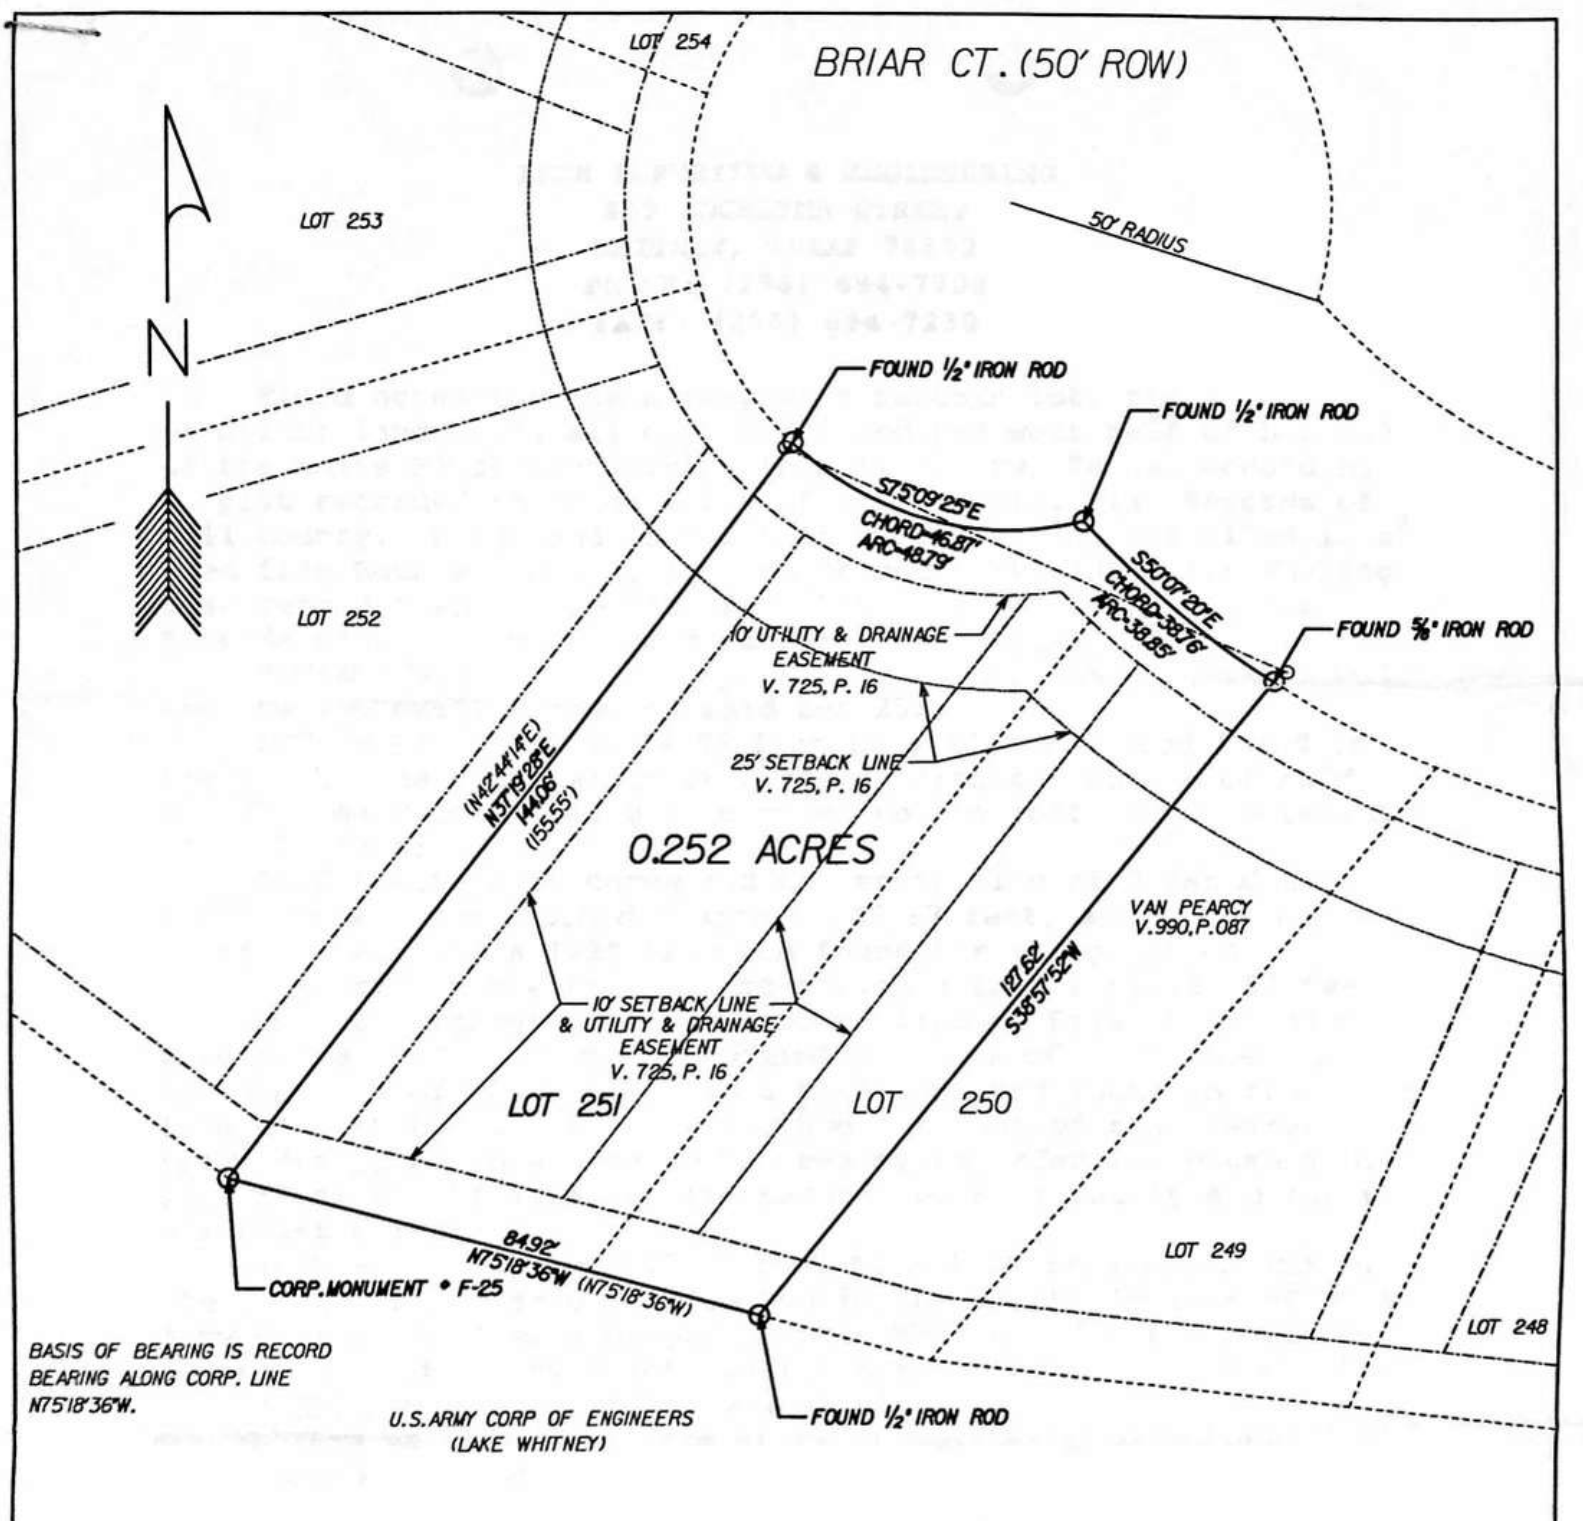 LOT 254
BRIAR CT. (50' ROW)
LOT 253
50' RADIUS
N
FOUND ½" IRON ROD
FOUND ½" IRON ROD
S75°09'25"E
CHORD=46.87'
ARC=48.79'
S50°07'20"E
CHORD=38.76'
ARC=38.85'
LOT 252
FOUND ⅝" IRON ROD
10' UTILITY & DRAINAGE
EASEMENT
V. 725, P. 16
(N42°44'14"E)
N37°19'28"E
144.06'
(155.55')
25' SETBACK LINE
V. 725, P. 16
0.252 ACRES
VAN PEARCY
V.990,P.087
127.62'
S38°57'52"W
10' SETBACK LINE
& UTILITY & DRAINAGE
EASEMENT
V. 725, P. 16
LOT 251
LOT 250
84.92'
N75°18'36"W (N75°18'36"W)
LOT 249
CORP. MONUMENT # F-25
LOT 248
BASIS OF BEARING IS RECORD
BEARING ALONG CORP. LINE
N75°18'36"W.
U.S. ARMY CORP OF ENGINEERS
(LAKE WHITNEY)
FOUND ½" IRON ROD